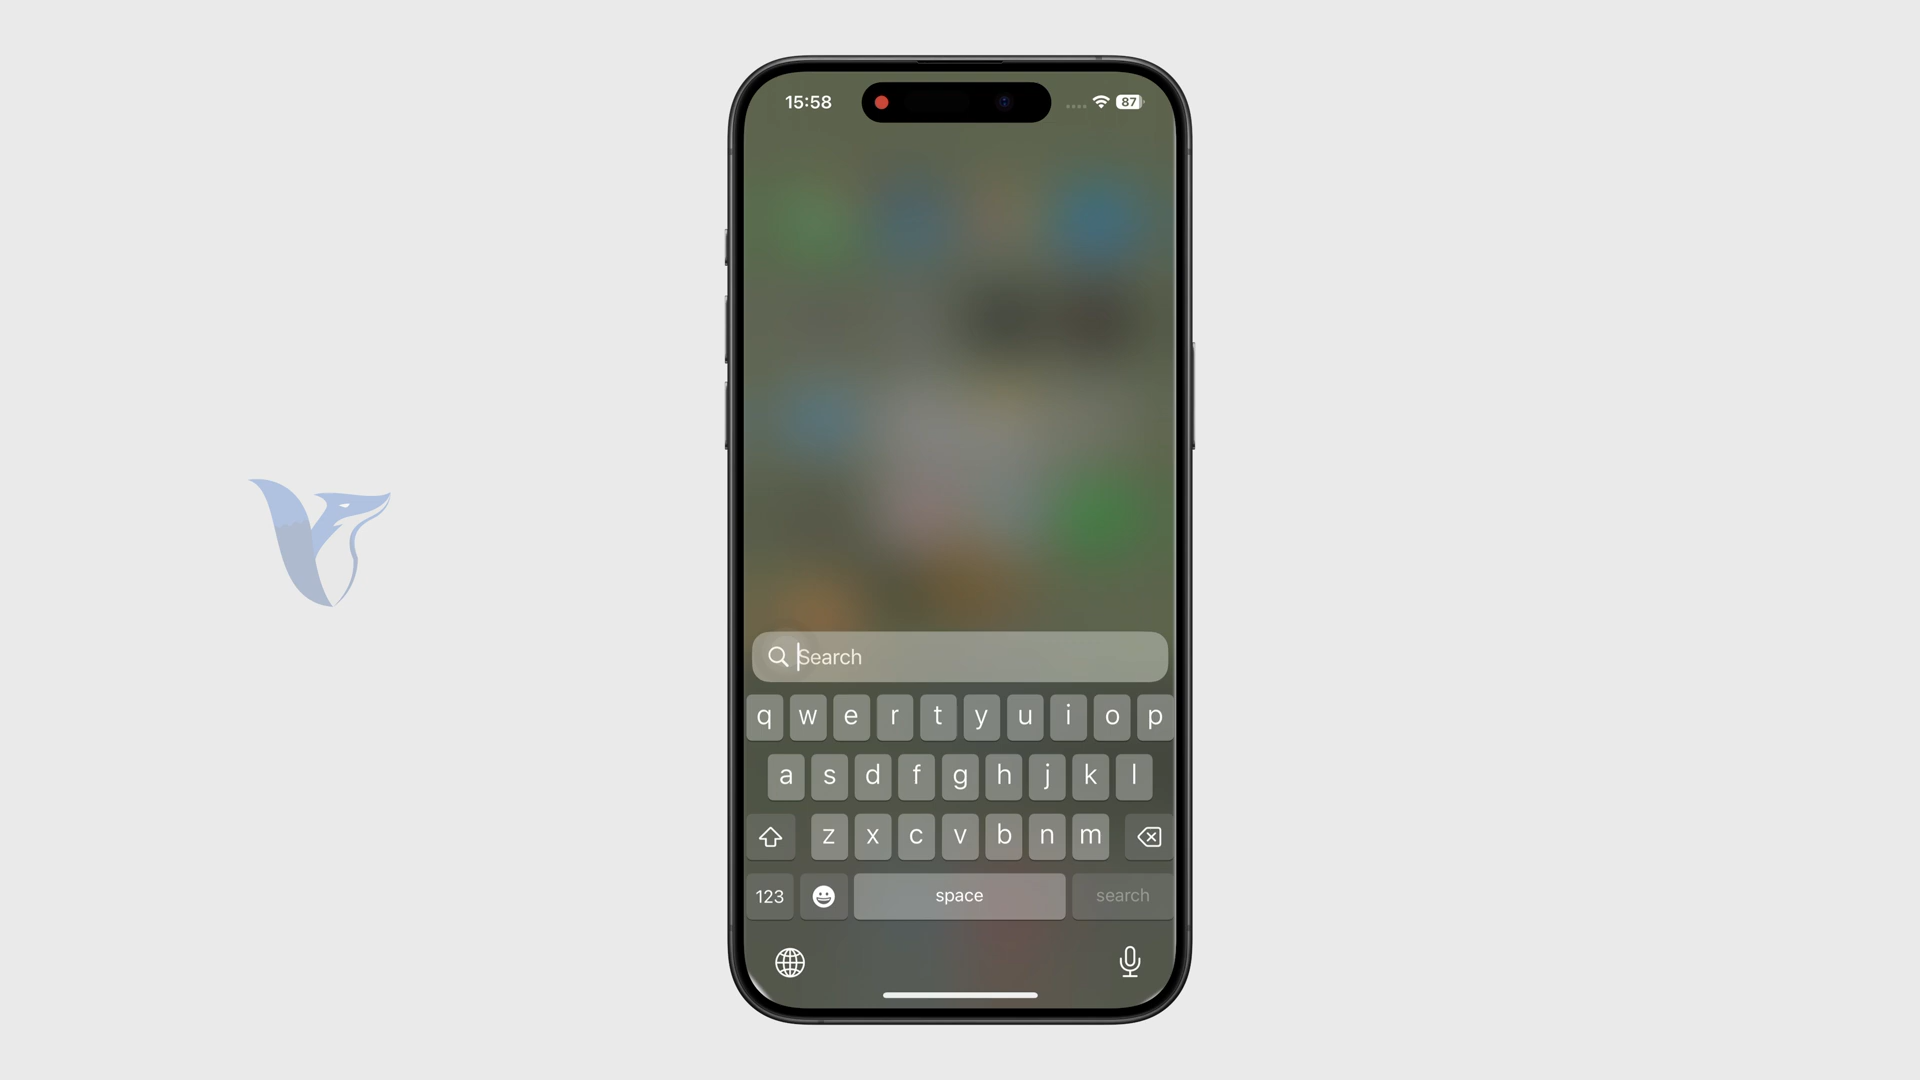 15:58 87
Search
q w e r t y u i o p
a s d f g h j k l
z x c v b n m
123 space search